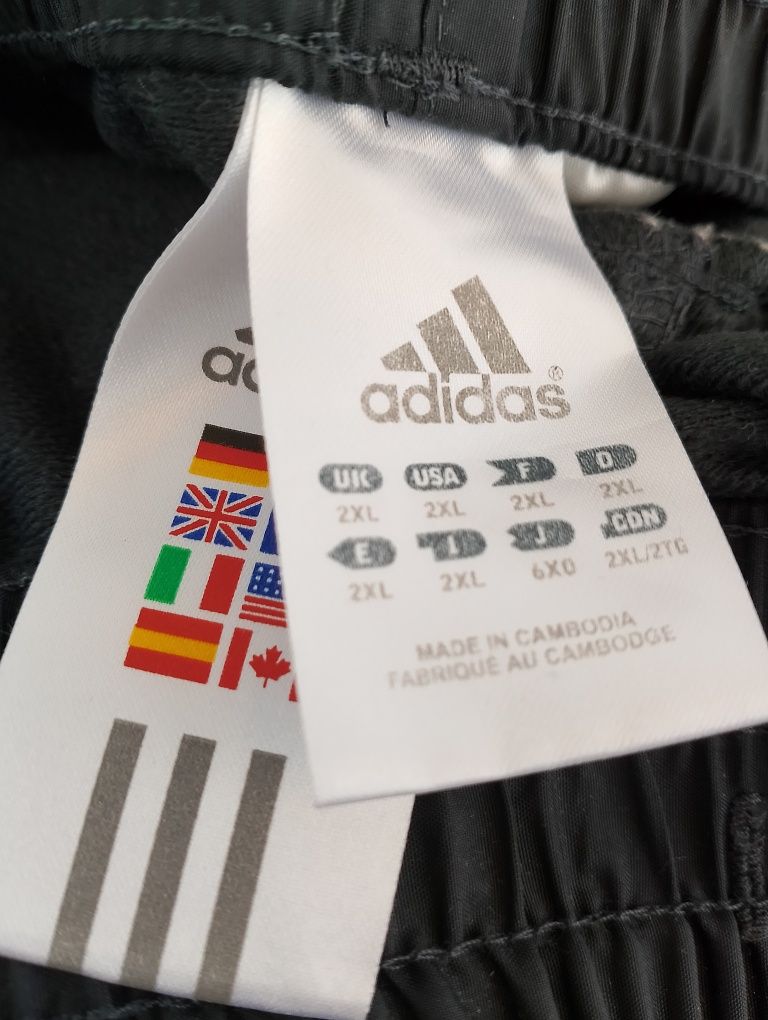 adidas®
UK USA F D
2XL 2XL 2XL 2XL
E I J CDN
2XL 2XL 6XO 2XL/2TG
MADE IN CAMBODIA
FABRIQUÉ AU CAMBODGE
ad